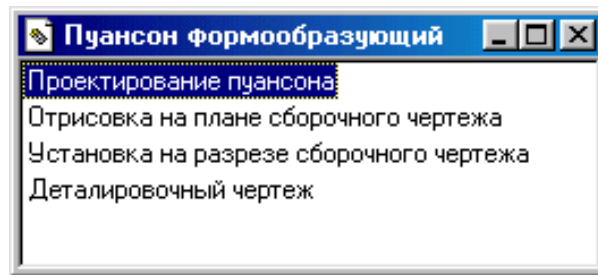 Пуансон формообразующий
Проектирование пуансона
Отрисовка на плане сборочного чертежа
Установка на разрезе сборочного чертежа
Деталировочный чертеж